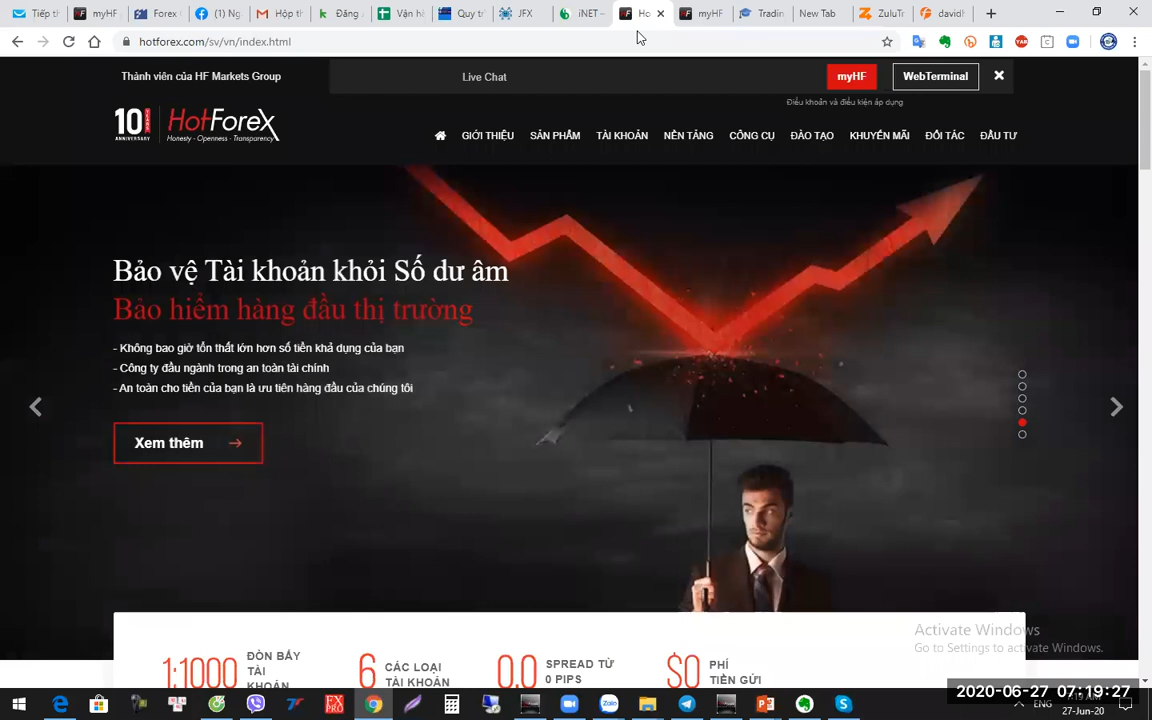 Tiếp th
myHF
Forex
(1) Ng
Hộp th
Đăng
Vận hà
Quy tr
JFX
iNET –
Ho
myHF
Tradin
New Tab
ZuluTr
davidh
hotforex.com/sv/vn/index.html
Thành viên của HF Markets Group
Live Chat
myHF
WebTerminal
Điều khoản và điều kiện áp dụng
10 YEARS
ANNIVERSARY
HotForex
Honesty - Openness - Transparency
GIỚI THIỆU
SẢN PHẨM
TÀI KHOẢN
NỀN TẢNG
CÔNG CỤ
ĐÀO TẠO
KHUYẾN MÃI
ĐỐI TÁC
ĐẦU TƯ
Bảo vệ Tài khoản khỏi Số dư âm
Bảo hiểm hàng đầu thị trường
- Không bao giờ tổn thất lớn hơn số tiền khả dụng của bạn
- Công ty đầu ngành trong an toàn tài chính
- An toàn cho tiền của bạn là ưu tiên hàng đầu của chúng tôi
Xem thêm
1:1000
ĐÒN BẨY
TÀI
KHOẢN
6
CÁC LOẠI
TÀI KHOẢN
0.0
SPREAD TỪ
0 PIPS
$0
PHÍ
TIỀN GỬI
Activate Windows
Go to Settings to activate Windows.
2020-06-27 07:19:27
ENG
27-Jun-20